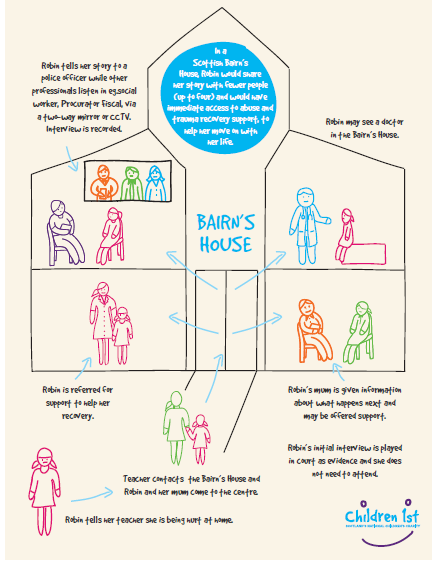 In a
Scottish Bairn's
House, Robin would share
her story with fewer people
(up to four) and would have
immediate access to abuse and
trauma recovery support, to
help her move on with
her life.
Robin tells her story to a
police officer while other
professionals listen in eg.social
worker, Procurator Fiscal, via
a two-way mirror or CCTV.
Interview is recorded.
Robin may see a doctor
in the Bairn's House.
BAIRN'S
HOUSE
Robin is referred for
support to help her
recovery.
Robin's mum is given information
about what happens next and
may be offered support.
Robin's initial interview is played
in court as evidence and she does
not need to attend.
Teacher contacts the Bairn's House and
Robin and her mum come to the centre.
Robin tells her teacher she is being hurt at home.
Children 1st
SCOTLAND'S NATIONAL CHILDREN'S CHARITY